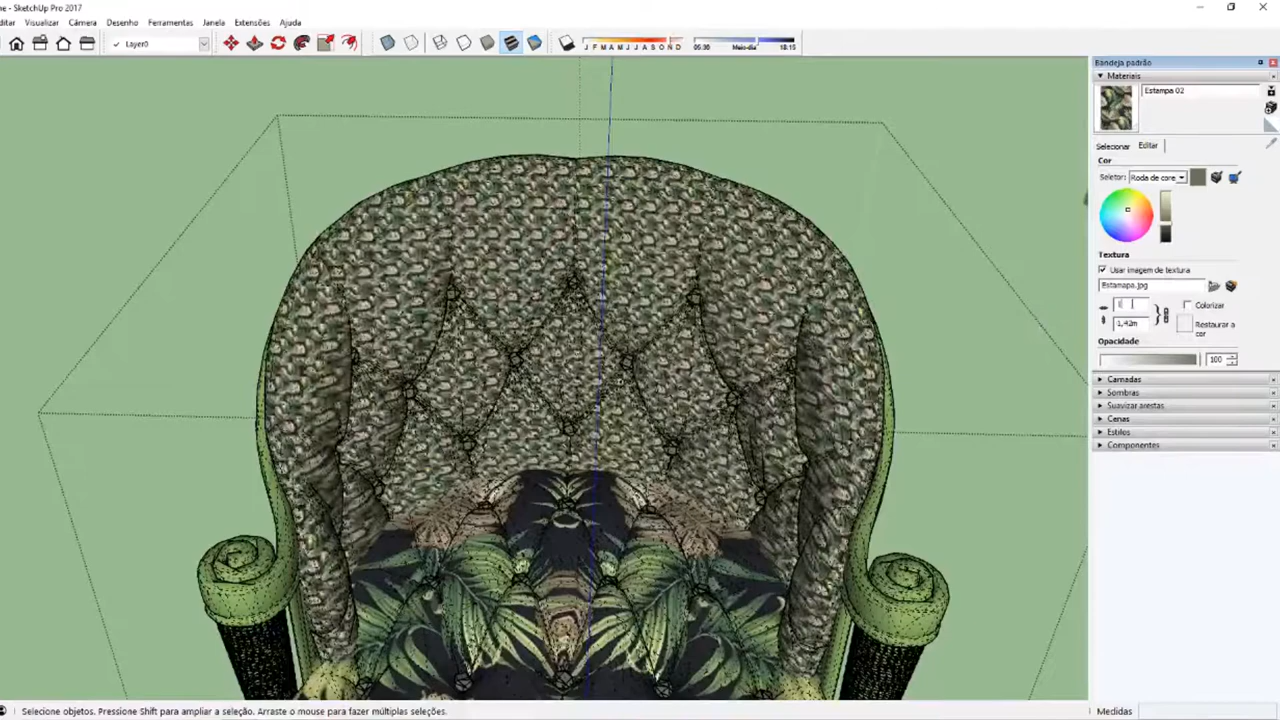 ne - SketchUp Pro 2017
ditar Visualizar Câmera Desenho Ferramentas Janela Extensões Ajuda
Layer0
J F M A M J J A S O N D
05:30 Meio-dia 18:15
Bandeja padrão
Materiais
Estampa 02
Selecionar Editar
Cor
Seletor: Roda de core
Textura
Usar imagem de textura
Estamapa.jpg
1 Colorizar
1,42m Restaurar a cor
Opacidade
100
Camadas
Sombras
Suavizar arestas
Cenas
Estilos
Componentes
Selecione objetos. Pressione Shift para ampliar a seleção. Arraste o mouse para fazer múltiplas seleções.
Medidas